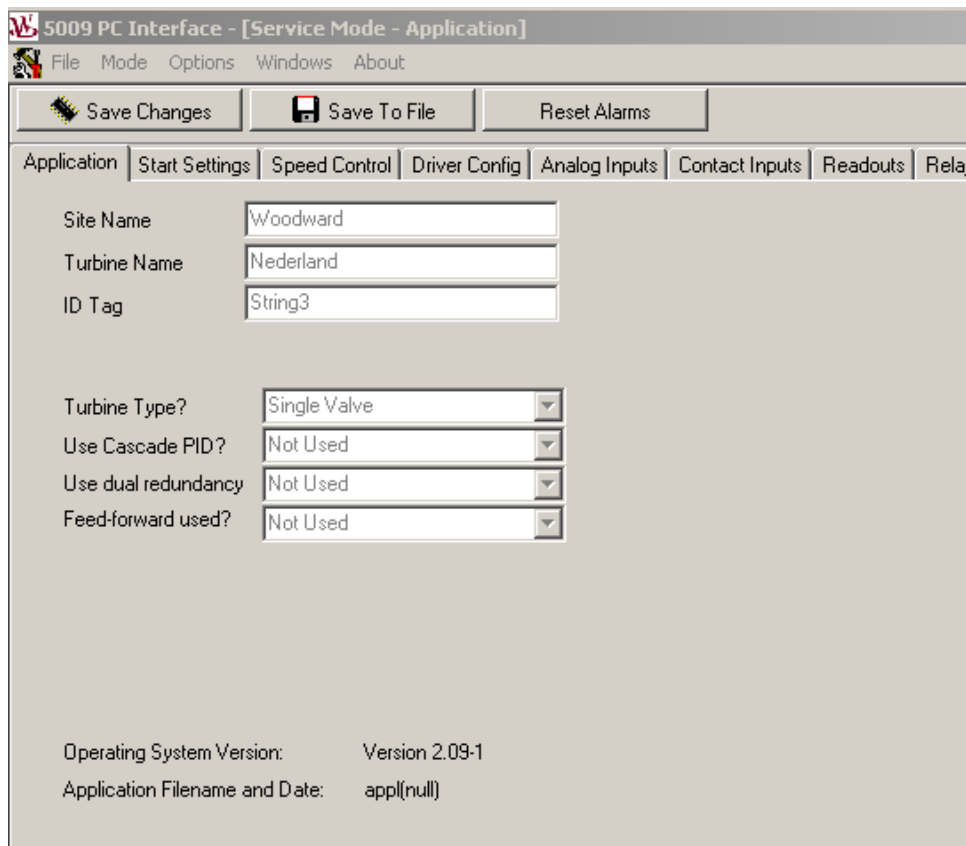 5009 PC Interface - [Service Mode - Application]
File Mode Options Windows About
Save Changes Save To File Reset Alarms
Application Start Settings Speed Control Driver Config Analog Inputs Contact Inputs Readouts
Site Name Woodward
Turbine Name Nederland
ID Tag String3
Turbine Type? Single Valve
Use Cascade PID? Not Used
Use dual redundancy Not Used
Feed-forward used? Not Used
Operating System Version: Version 2.09-1
Application Filename and Date: appl(null)